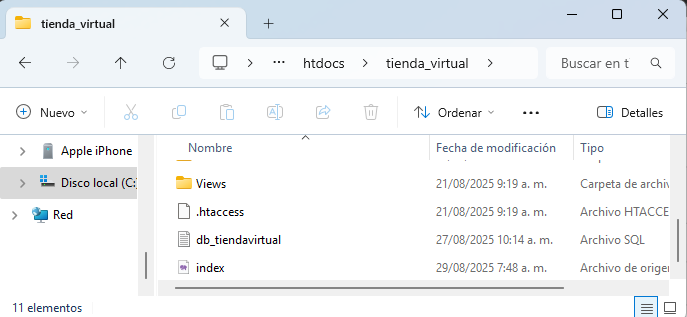 tienda_virtual
htdocs tienda_virtual Buscar en t
Nuevo Ordenar Detalles
Nombre Fecha de modificación Tipo
Apple iPhone
Disco local (C:)
Red
Views 21/08/2025 9:19 a. m. Carpeta de archiv
.htaccess 21/08/2025 9:19 a. m. Archivo HTACCE
db_tiendavirtual 27/08/2025 10:14 a. m. Archivo SQL
index 29/08/2025 7:48 a. m. Archivo de orige
11 elementos